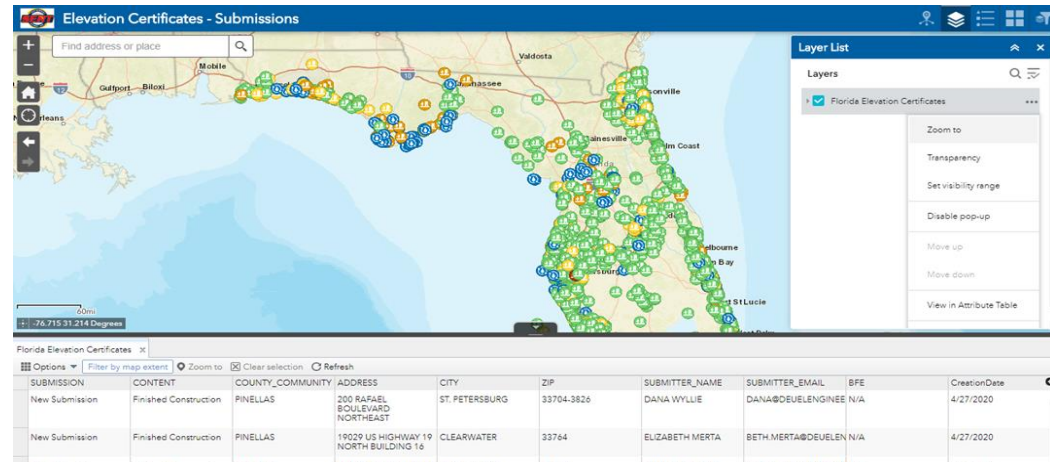 Elevation Certificates - Submissions
Find address or place
Layer List
Layers
Florida Elevation Certificates
Zoom to
Transparency
Set visibility range
Disable pop-up
Move up
Move down
View in Attribute Table
Valdosta
Mobile
Gulfport
Biloxi
12
10
rleans
hassee
sonville
ainesville
lm Coast
elbourne
n Bay
sburg
t St Lucie
60mi
-76.715 31.214 Degrees
Florida Elevation Certificates x
Options Filter by map extent Zoom to Clear selection Refresh
SUBMISSION CONTENT COUNTY_COMMUNITY ADDRESS CITY ZIP SUBMITTER_NAME SUBMITTER_EMAIL BFE CreationDate
New Submission Finished Construction PINELLAS 200 RAFAEL ST. PETERSBURG 33704-3826 DANA WYLLIE DANA@DEUELENGINEE N/A 4/27/2020
BOULEVARD
NORTHEAST
New Submission Finished Construction PINELLAS 19029 US HIGHWAY 19 CLEARWATER 33764 ELIZABETH MERTA BETH.MERTA@DEUELEN N/A 4/27/2020
NORTH BUILDING 16